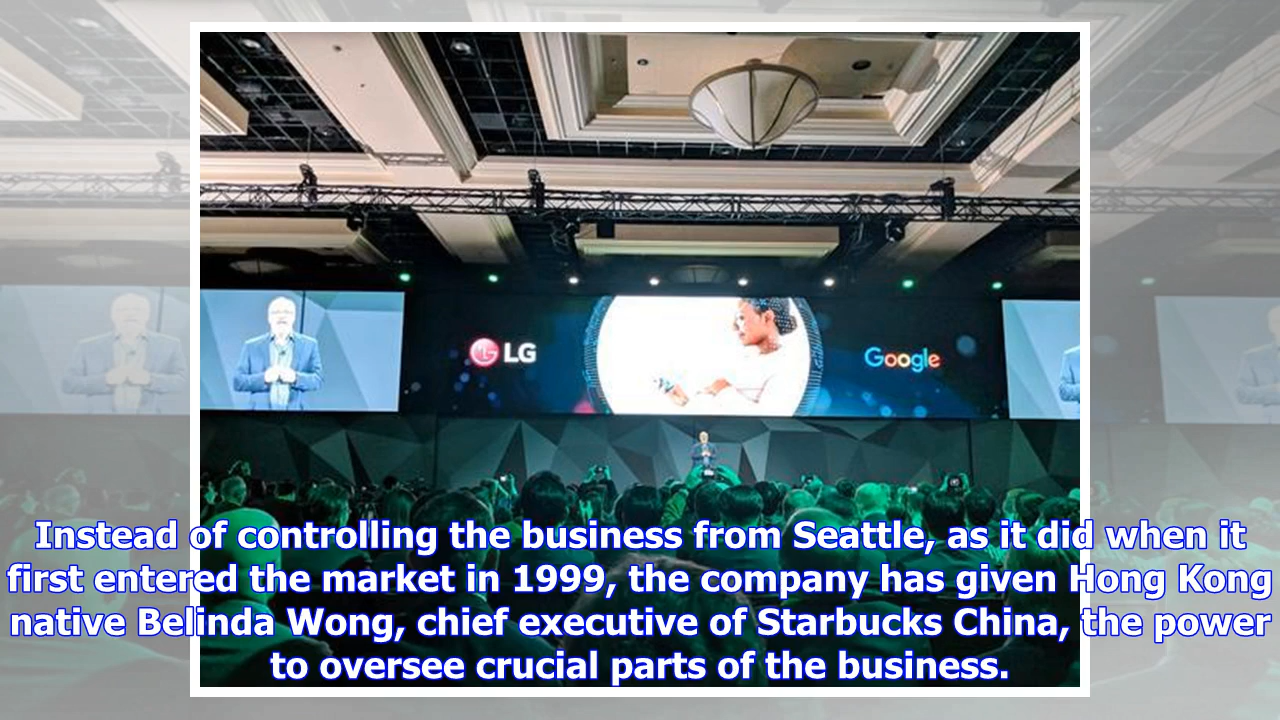 LG
Google
Instead of controlling the business from Seattle, as it did when it
first entered the market in 1999, the company has given Hong Kong
native Belinda Wong, chief executive of Starbucks China, the power
to oversee crucial parts of the business.